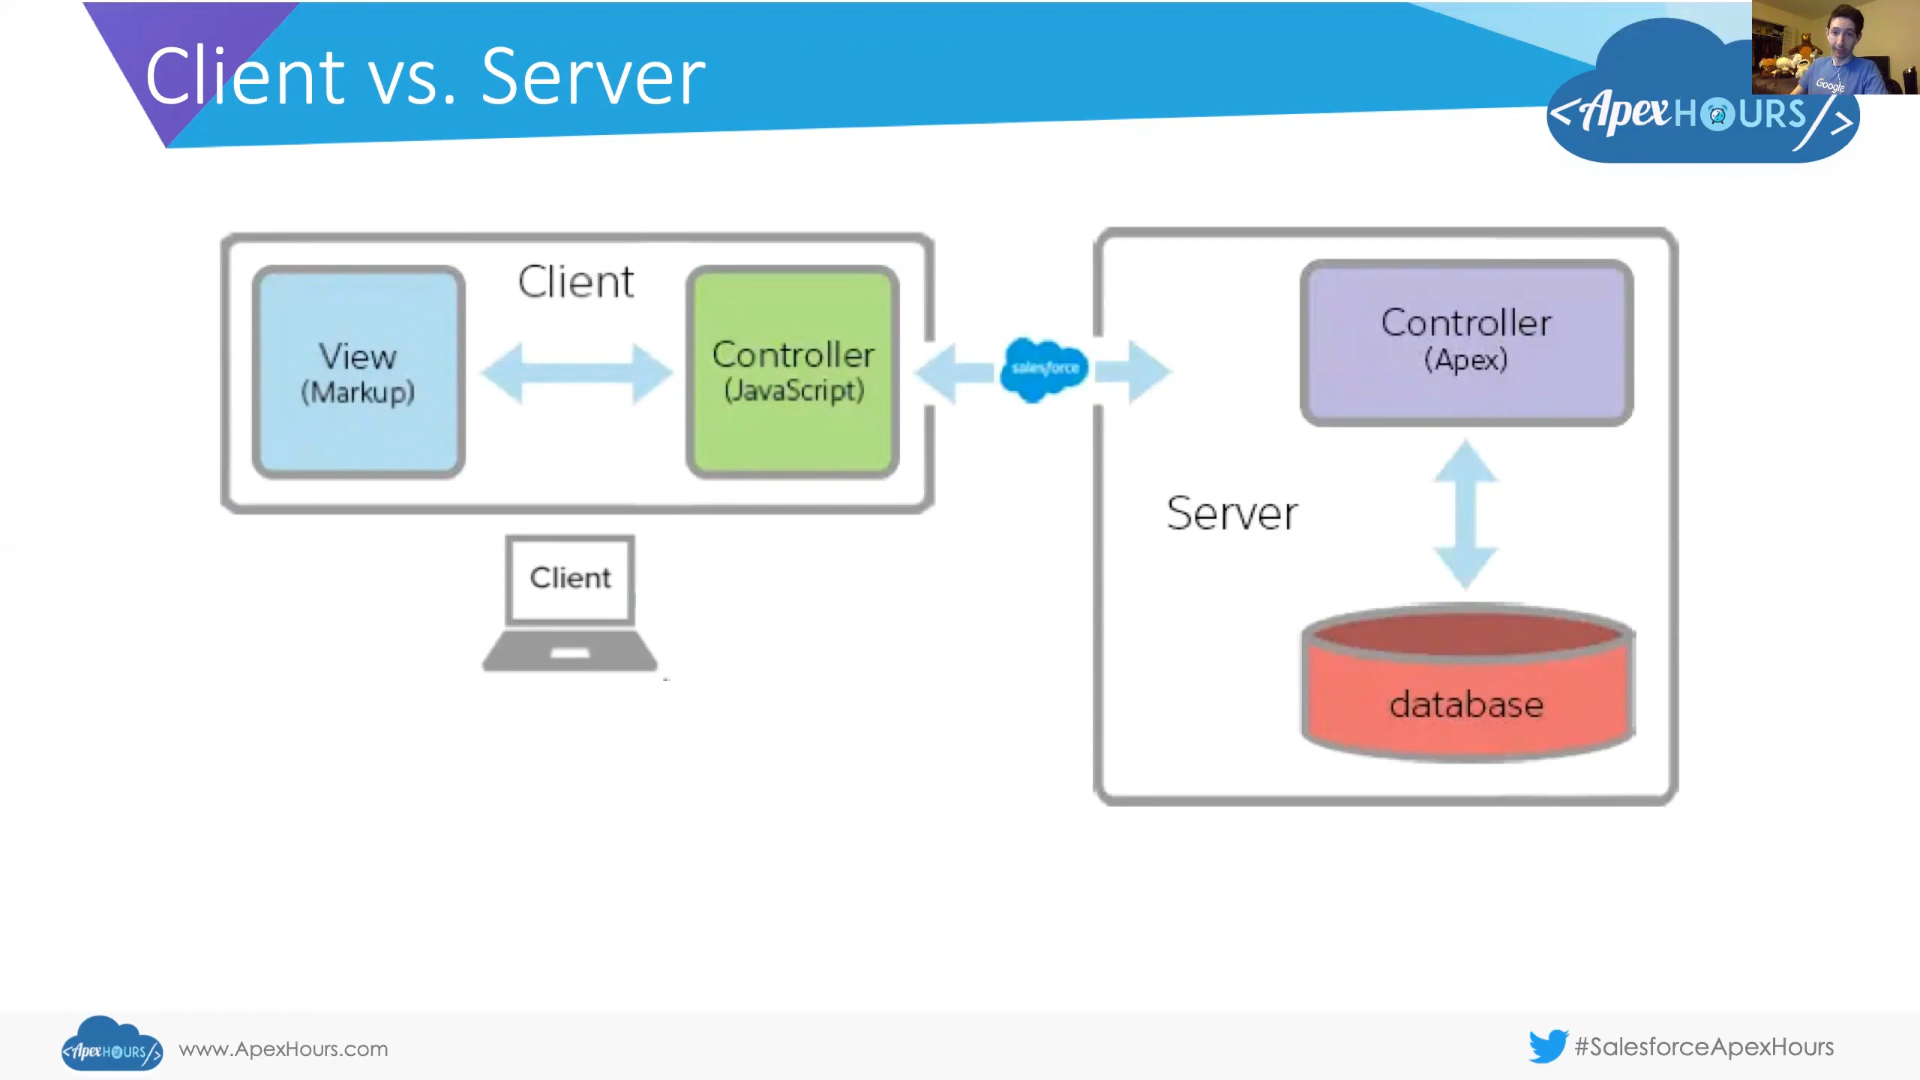 Client vs. Server
Google
<ApexHOURS/>
Client
View
(Markup)
Controller
(JavaScript)
salesforce
Controller
(Apex)
Server
Client
database
<ApexHOURS/>
www.ApexHours.com
#SalesforceApexHours